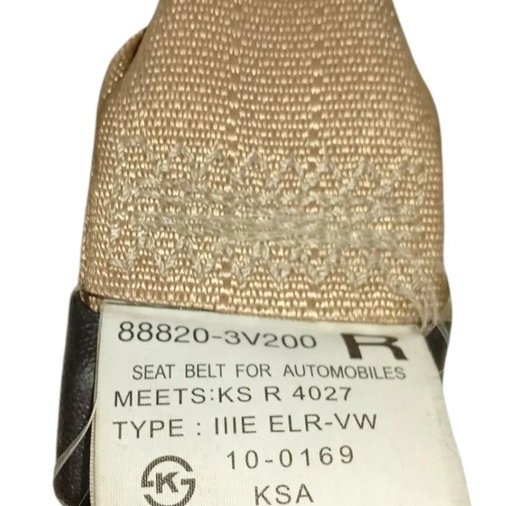 88820-3V200 R
SEAT BELT FOR AUTOMOBILES
MEETS:KS R 4027
TYPE : IIIE ELR-VW
10-0169
K
KSA